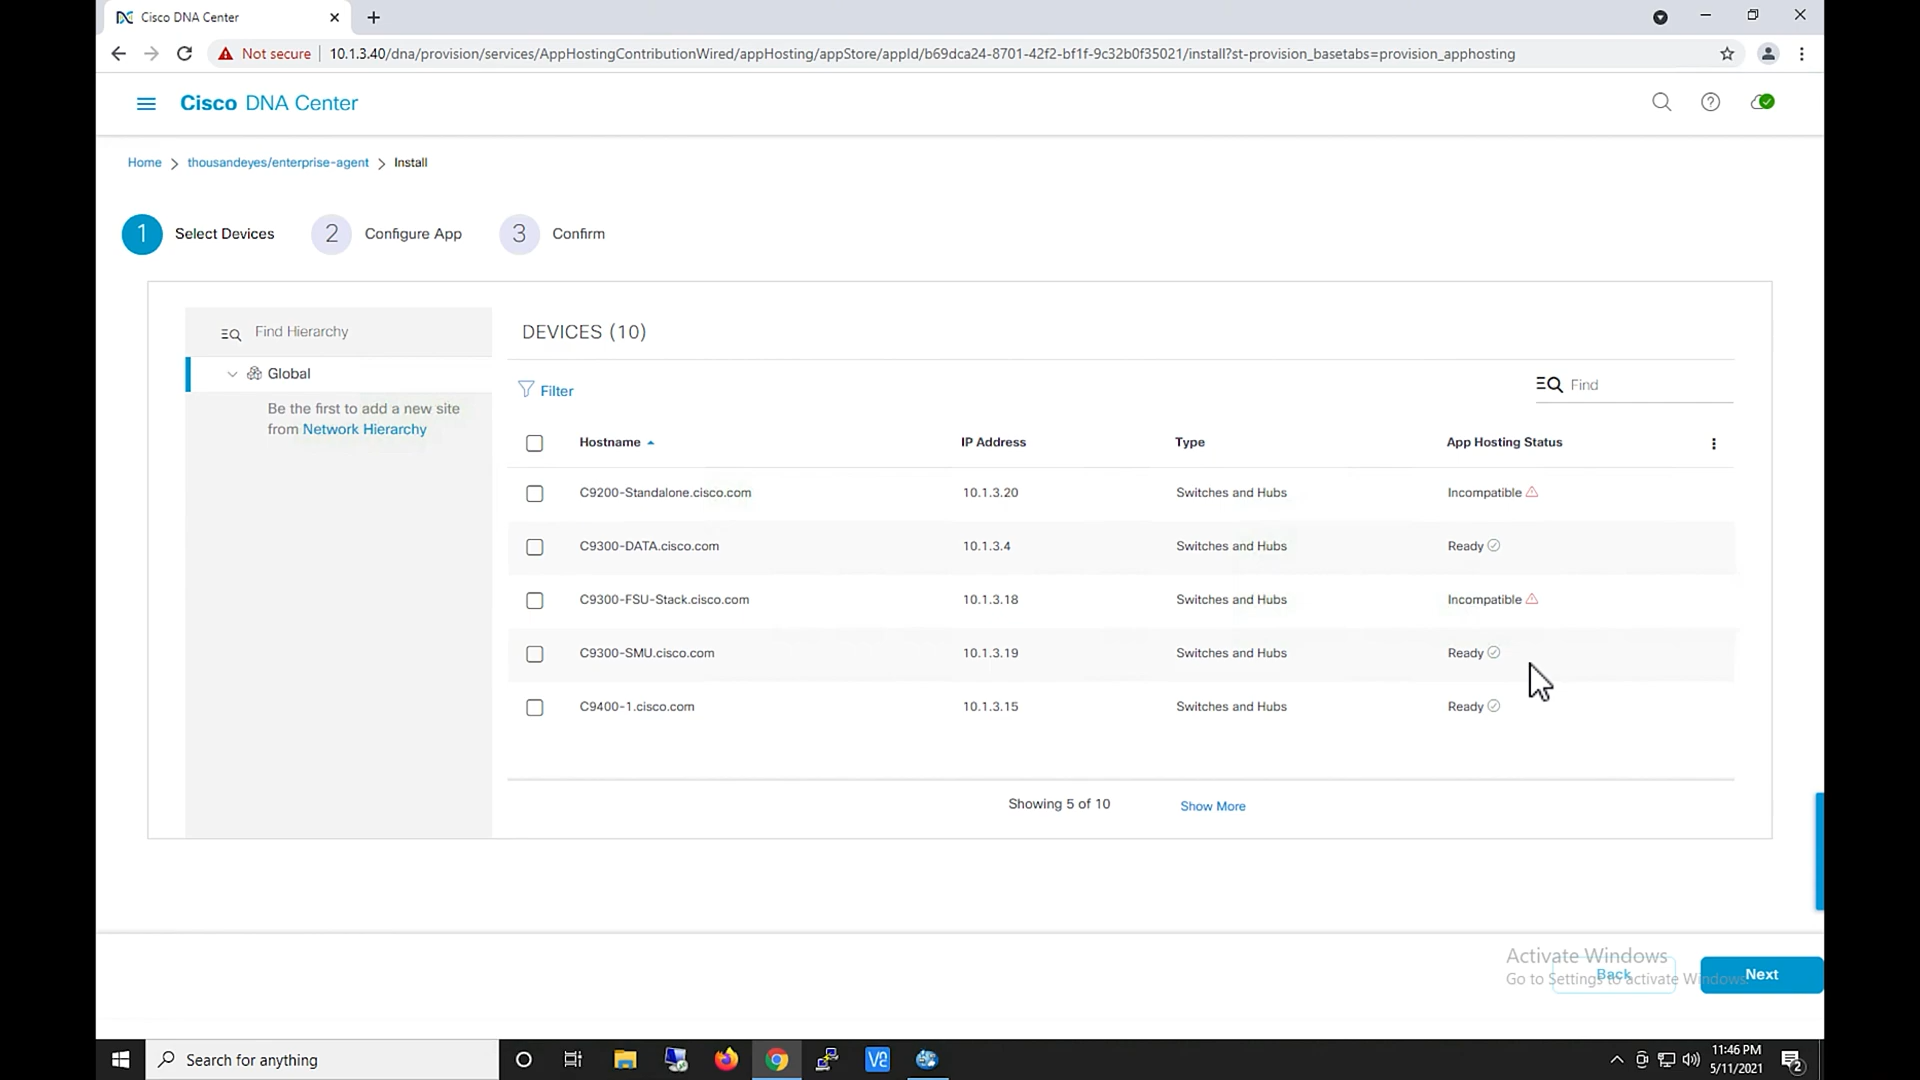 Cisco DNA Center
Not secure | 10.1.3.40/dna/provision/services/AppHostingContributionWired/appHosting/appStore/appId/b69dca24-8701-42f2-bf1f-9c32b0f35021/install?st-provision_basetabs=provision_apphosting
Cisco DNA Center
Home > thousandeyes/enterprise-agent > Install
1 Select Devices 2 Configure App 3 Confirm
Find Hierarchy
Global
Be the first to add a new site
from Network Hierarchy
DEVICES (10)
Filter
Find
Hostname IP Address Type App Hosting Status
C9200-Standalone.cisco.com 10.1.3.20 Switches and Hubs Incompatible
C9300-DATA.cisco.com 10.1.3.4 Switches and Hubs Ready
C9300-FSU-Stack.cisco.com 10.1.3.18 Switches and Hubs Incompatible
C9300-SMU.cisco.com 10.1.3.19 Switches and Hubs Ready
C9400-1.cisco.com 10.1.3.15 Switches and Hubs Ready
Showing 5 of 10 Show More
Activate Windows
Go to Settings to activate Windows.
Back Next
Search for anything
11:46 PM
5/11/2021
2